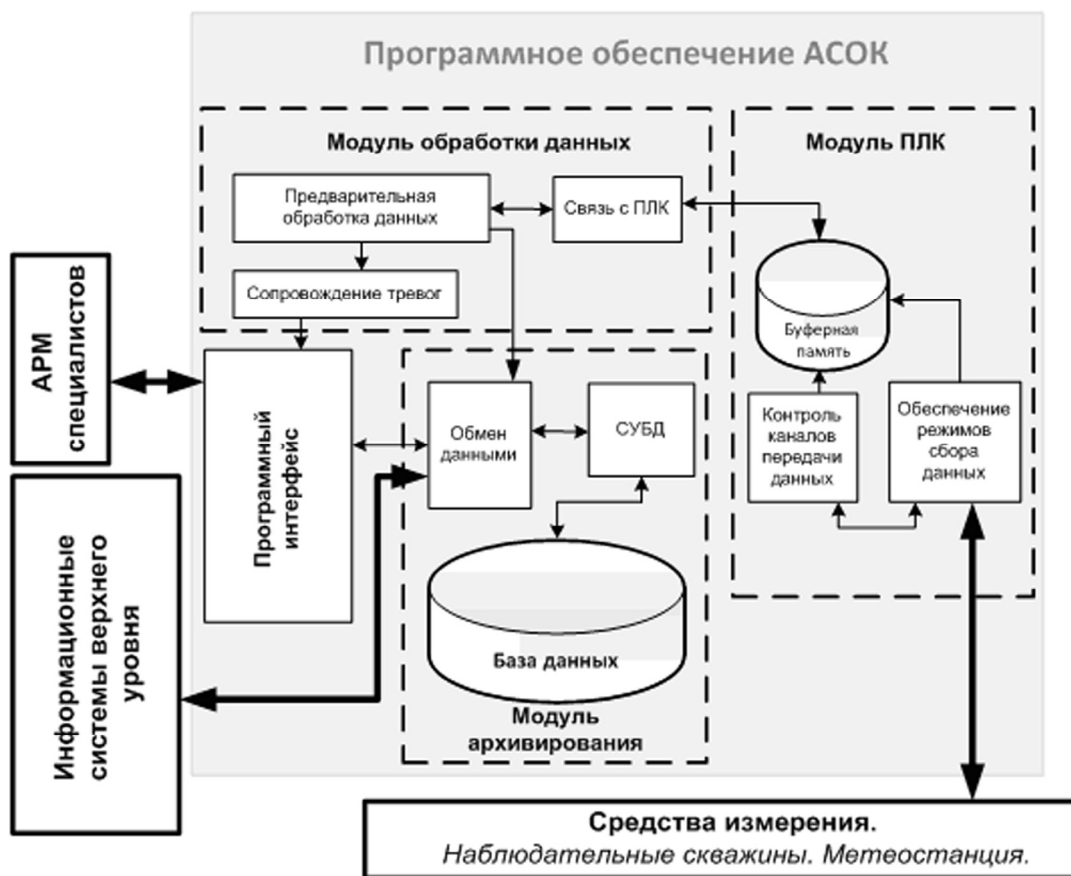 Программное обеспечение АСОК
Модуль обработки данных
Предварительная
обработка данных
Связь с ПЛК
Сопровождение тревог
Модуль ПЛК
Буферная
память
Контроль
каналов
передачи
данных
Обеспечение
режимов
сбора
данных
АРМ
специалистов
Программный
интерфейс
Обмен
данными
СУБД
База данных
Модуль
архивирования
Информационные
системы верхнего
уровня
Средства измерения.
Наблюдательные скважины. Метеостанция.